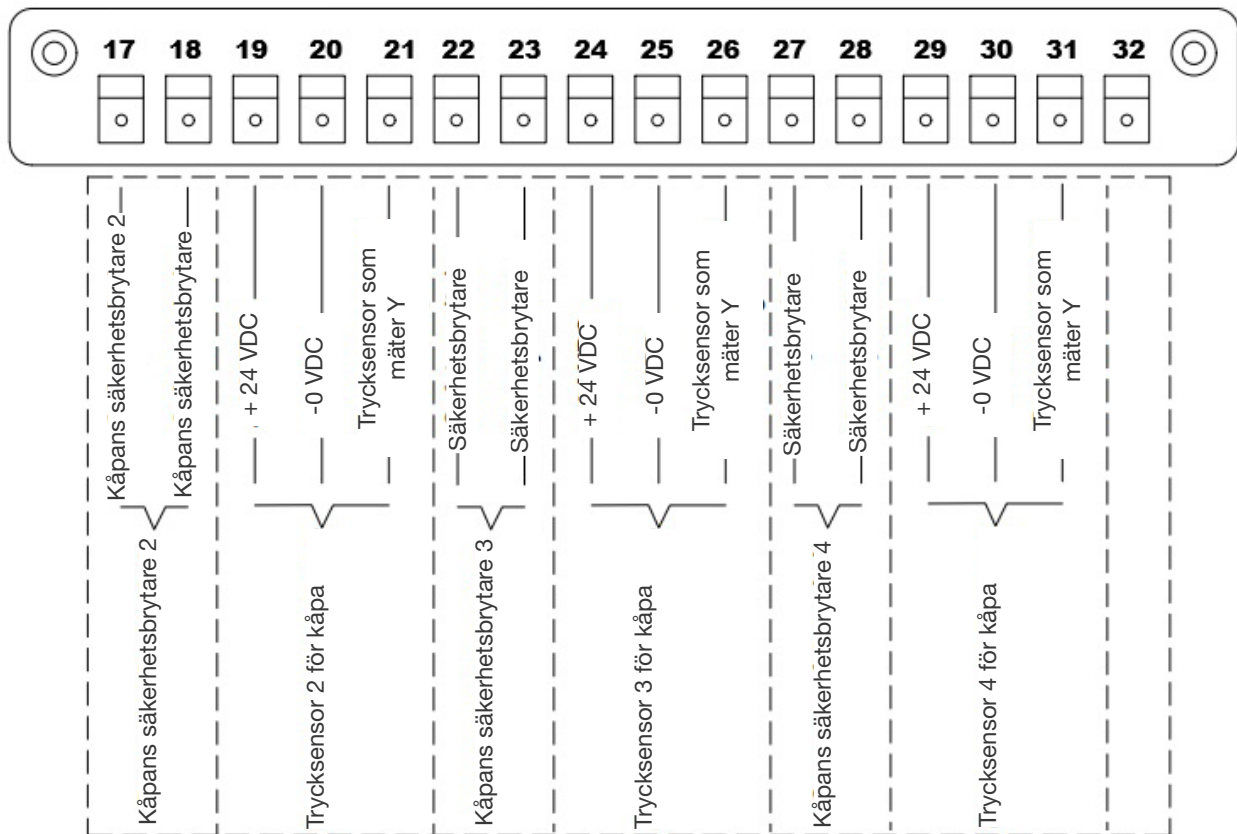 17 18 19 20 21 22 23 24 25 26 27 28 29 30 31 32
Kåpans säkerhetsbrytare 2
Kåpans säkerhetsbrytare
+ 24 VDC
-0 VDC
Trycksensor som
mäter Y
Säkerhetsbrytare
Säkerhetsbrytare
+ 24 VDC
-0 VDC
Trycksensor som
mäter Y
Säkerhetsbrytare
Säkerhetsbrytare
+ 24 VDC
-0 VDC
Trycksensor som
mäter Y
Kåpans säkerhetsbrytare 2
Trycksensor 2 för kåpa
Kåpans säkerhetsbrytare 3
Trycksensor 3 för kåpa
Kåpans säkerhetsbrytare 4
Trycksensor 4 för kåpa